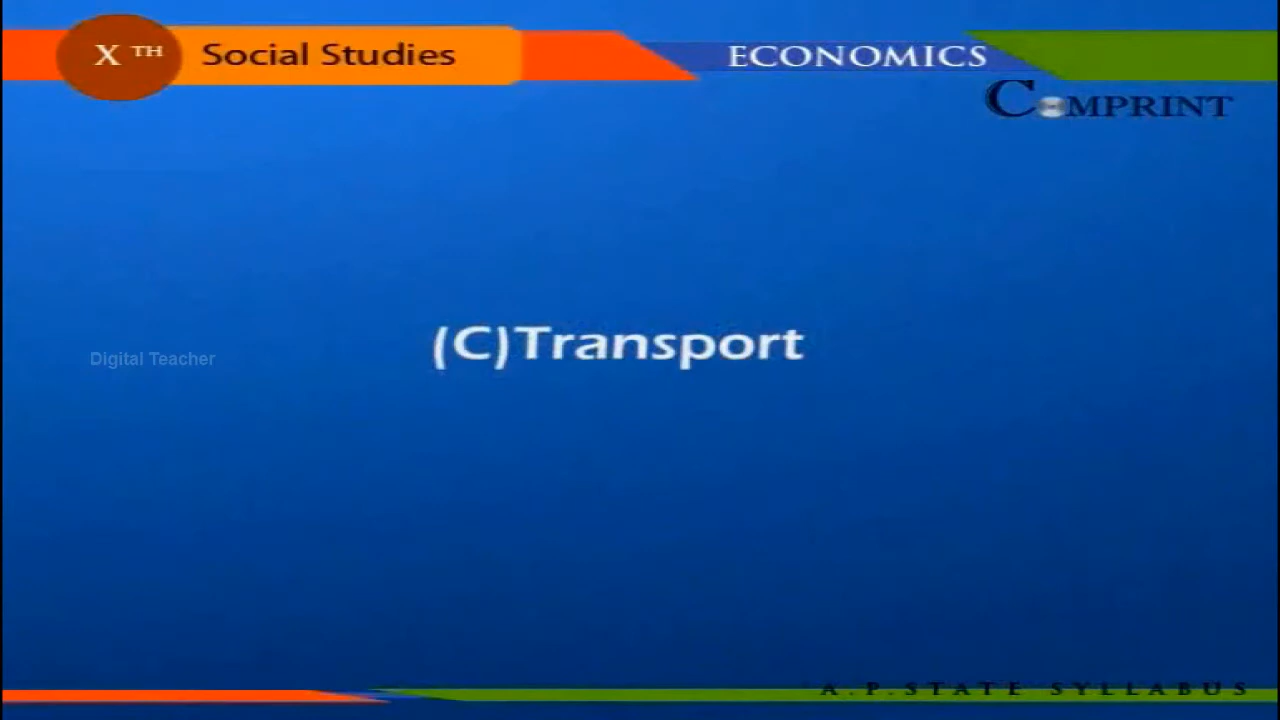 X TH Social Studies ECONOMICS
COMPRINT
(C)Transport
Digital Teacher
A.P.STATE SYLLABUS